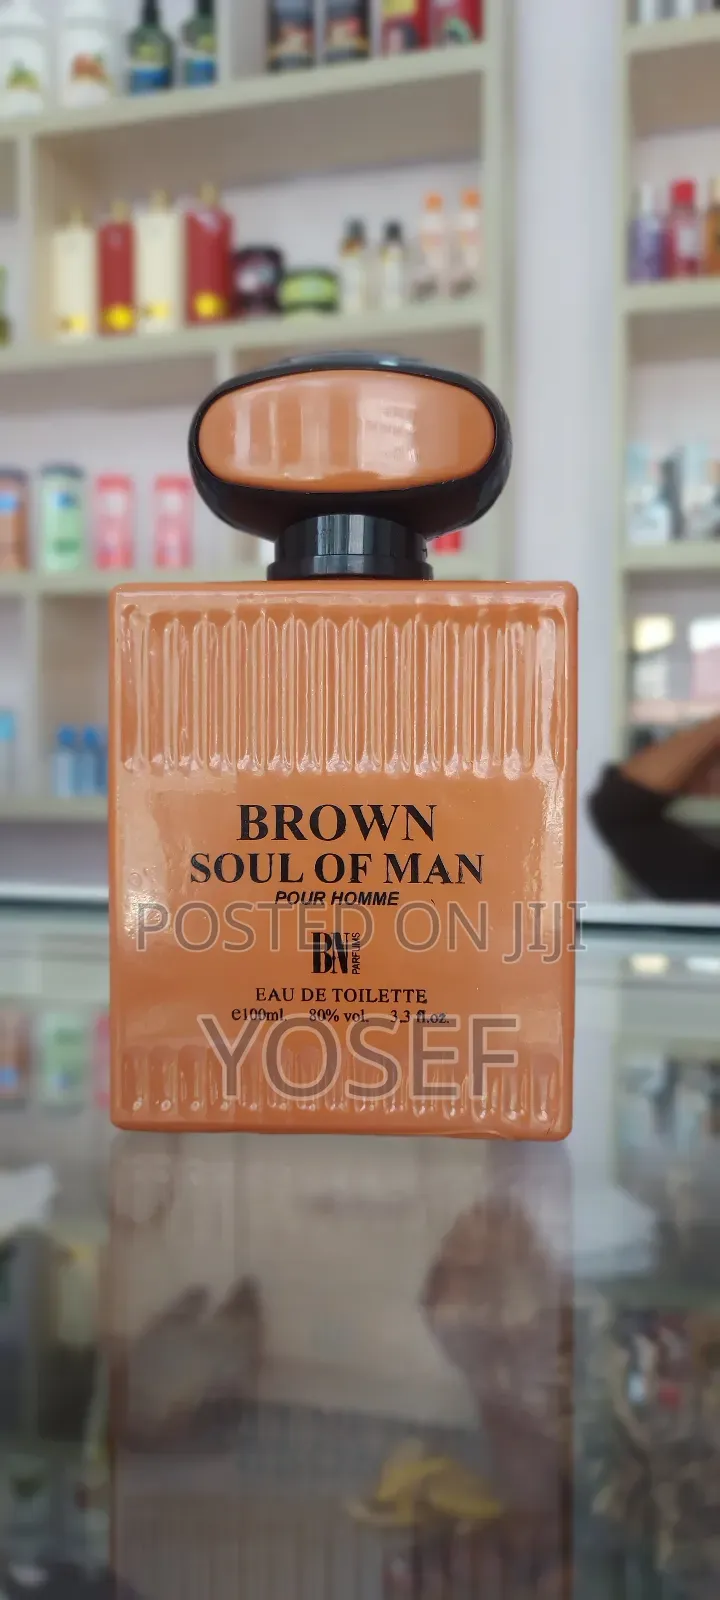 BROWN
SOUL OF MAN
POUR HOMME
POSTED ON JIJI
BN
PARFUMS
EAU DE TOILETTE
e100ml. 80% vol. 3.3 fl.oz.
YOSEF